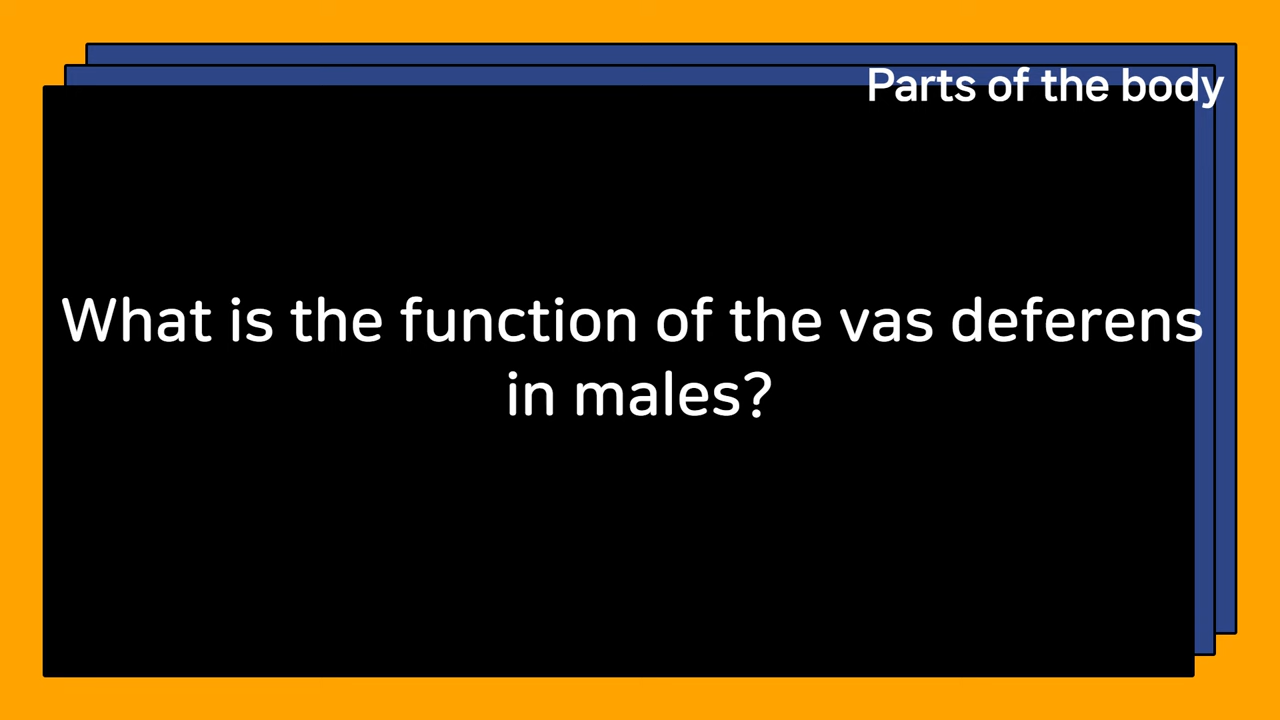 Parts of the body
What is the function of the vas deferens
in males?